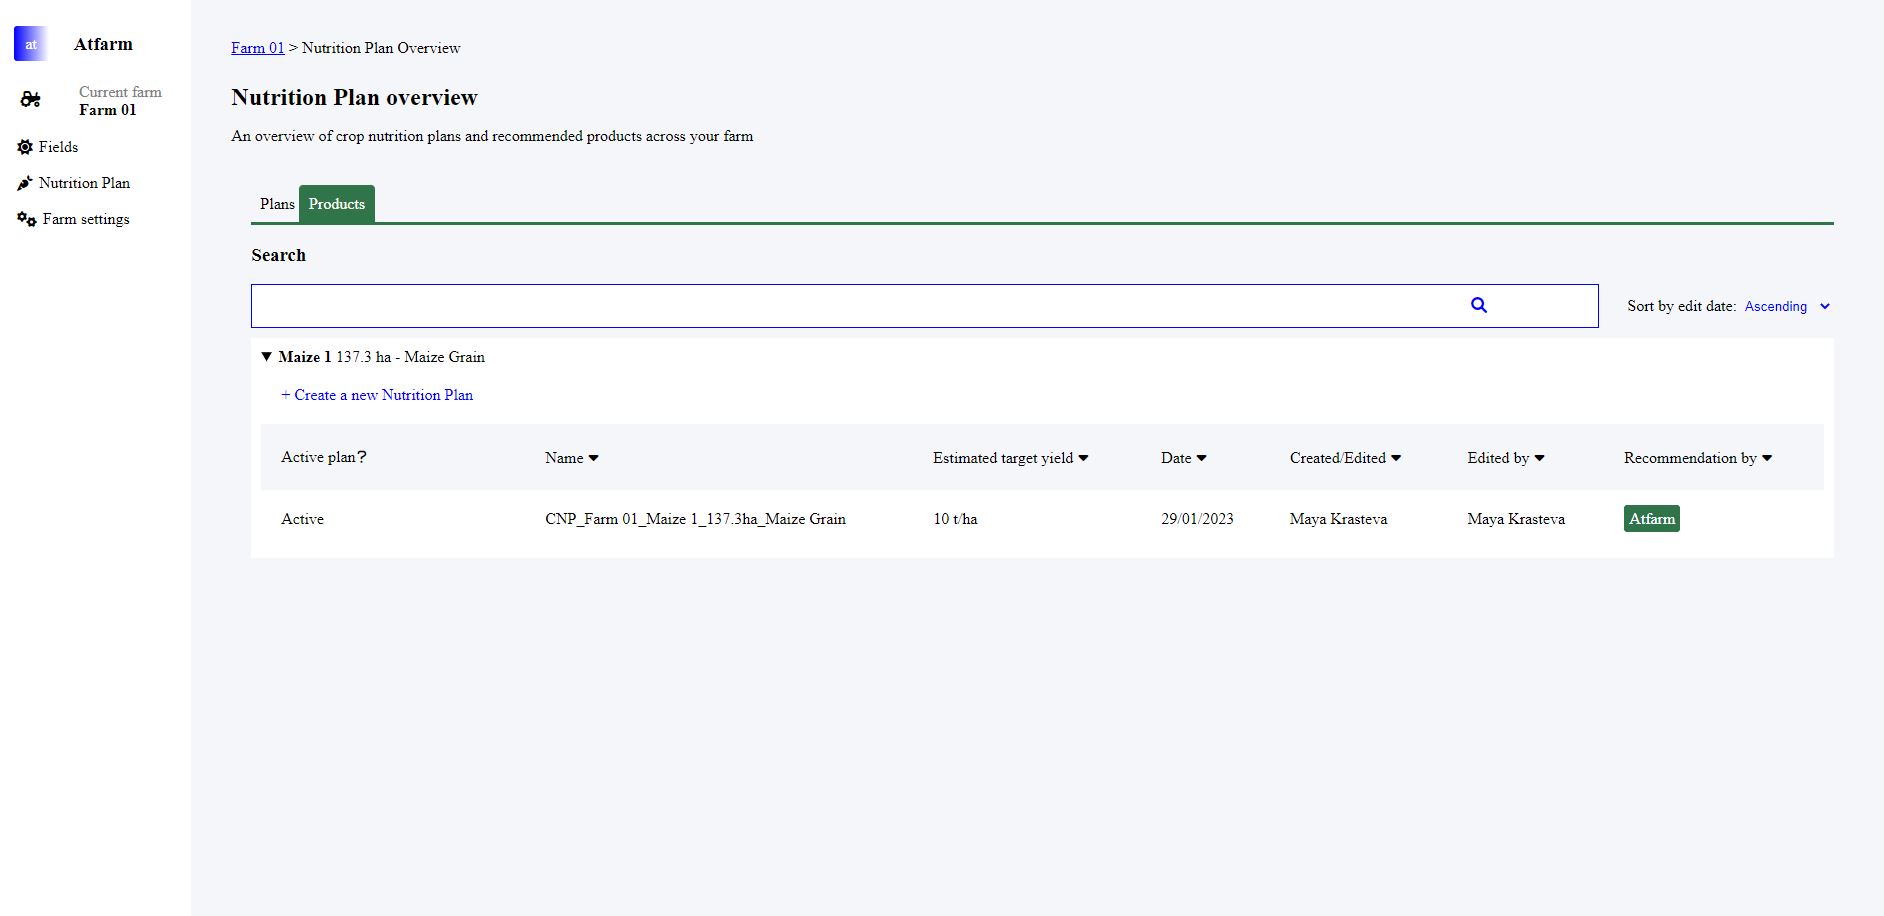 at Atfarm
Current farm
Farm 01
Fields
Nutrition Plan
Farm settings
Farm 01 > Nutrition Plan Overview
Nutrition Plan overview
An overview of crop nutrition plans and recommended products across your farm
Plans Products
Search
Sort by edit date: Ascending
Maize 1 137.3 ha - Maize Grain
+ Create a new Nutrition Plan
Active plan? Name Estimated target yield Date Created/Edited Edited by Recommendation by
Active CNP_Farm 01_Maize 1_137.3ha_Maize Grain 10 t/ha 29/01/2023 Maya Krasteva Maya Krasteva Atfarm